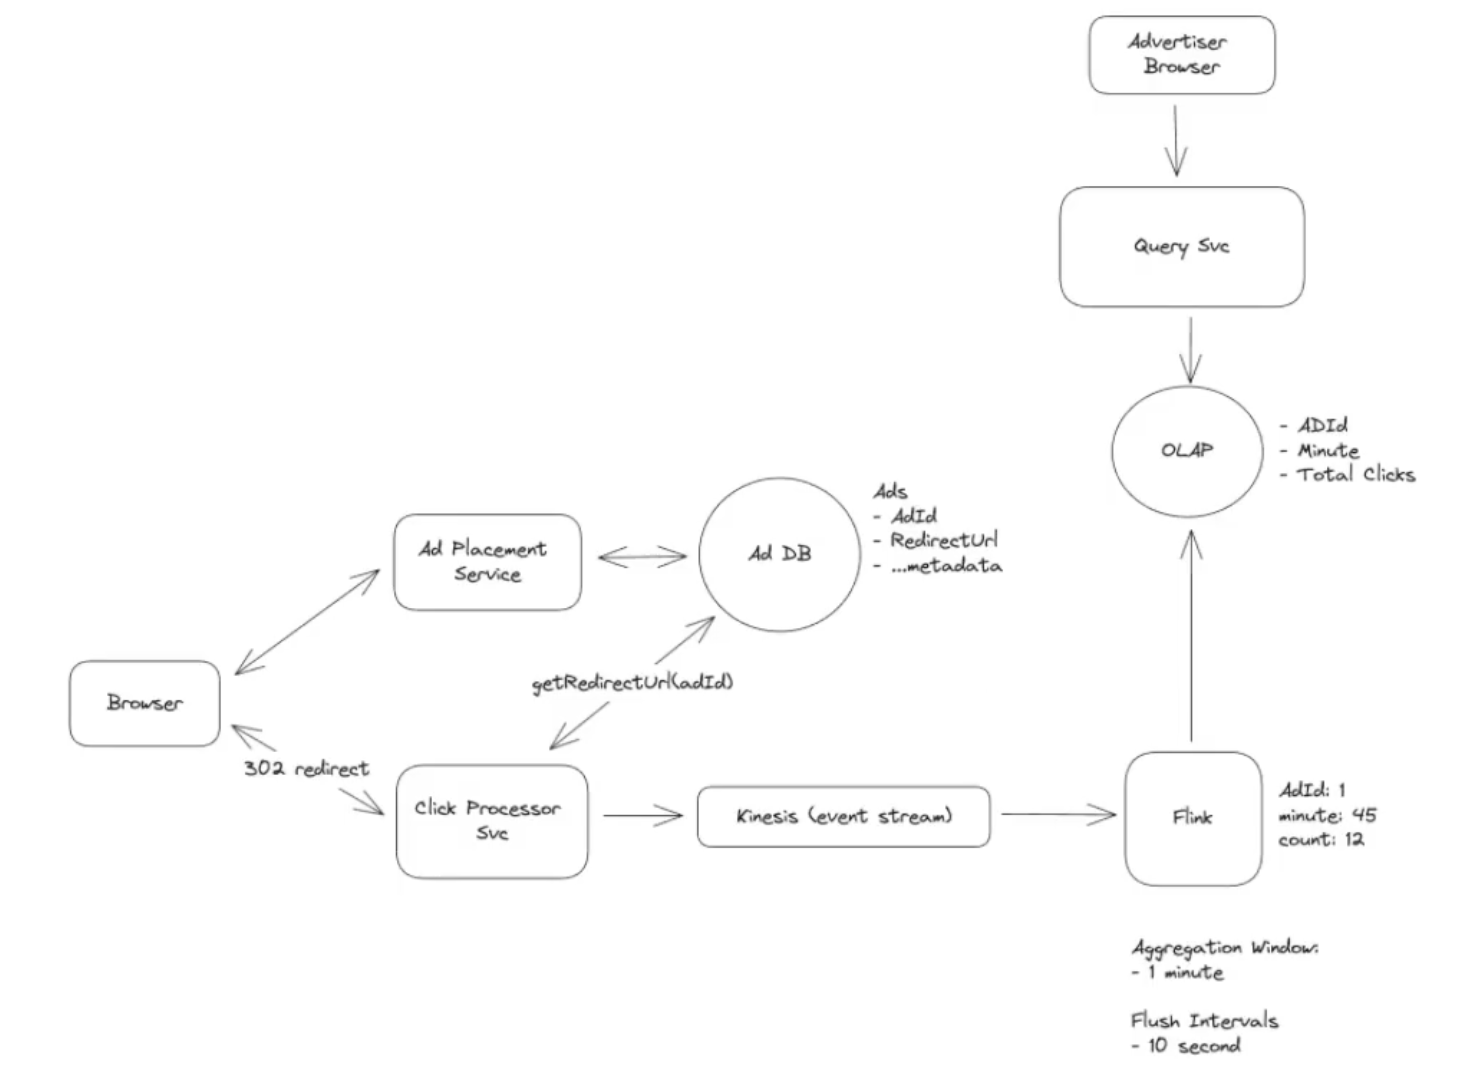 Advertiser
Browser
Query Svc
OLAP
- ADId
- Minute
- Total Clicks
Ads
- AdId
- RedirectUrl
- ...metadata
Ad Placement
Service
Ad DB
getRedirectUrl(adId)
Browser
302 redirect
Click Processor
Svc
Kinesis (event stream)
Flink
AdId: 1
minute: 45
count: 12
Aggregation Window:
- 1 minute
Flush Intervals
- 10 second